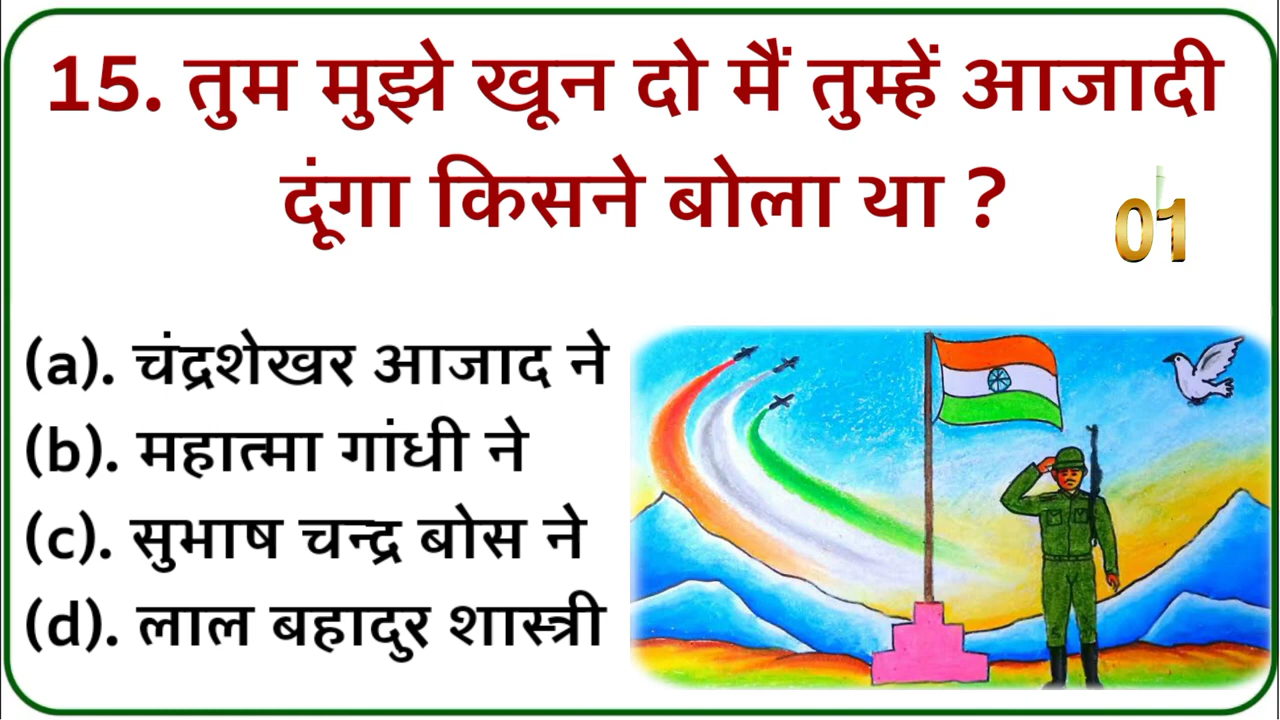 15. तुम मुझे खून दो मैं तुम्हें आजादी
दूंगा किसने बोला था ?
01
(a). चंद्रशेखर आजाद ने
(b). महात्मा गांधी ने
(c). सुभाष चन्द्र बोस ने
(d). लाल बहादुर शास्त्री